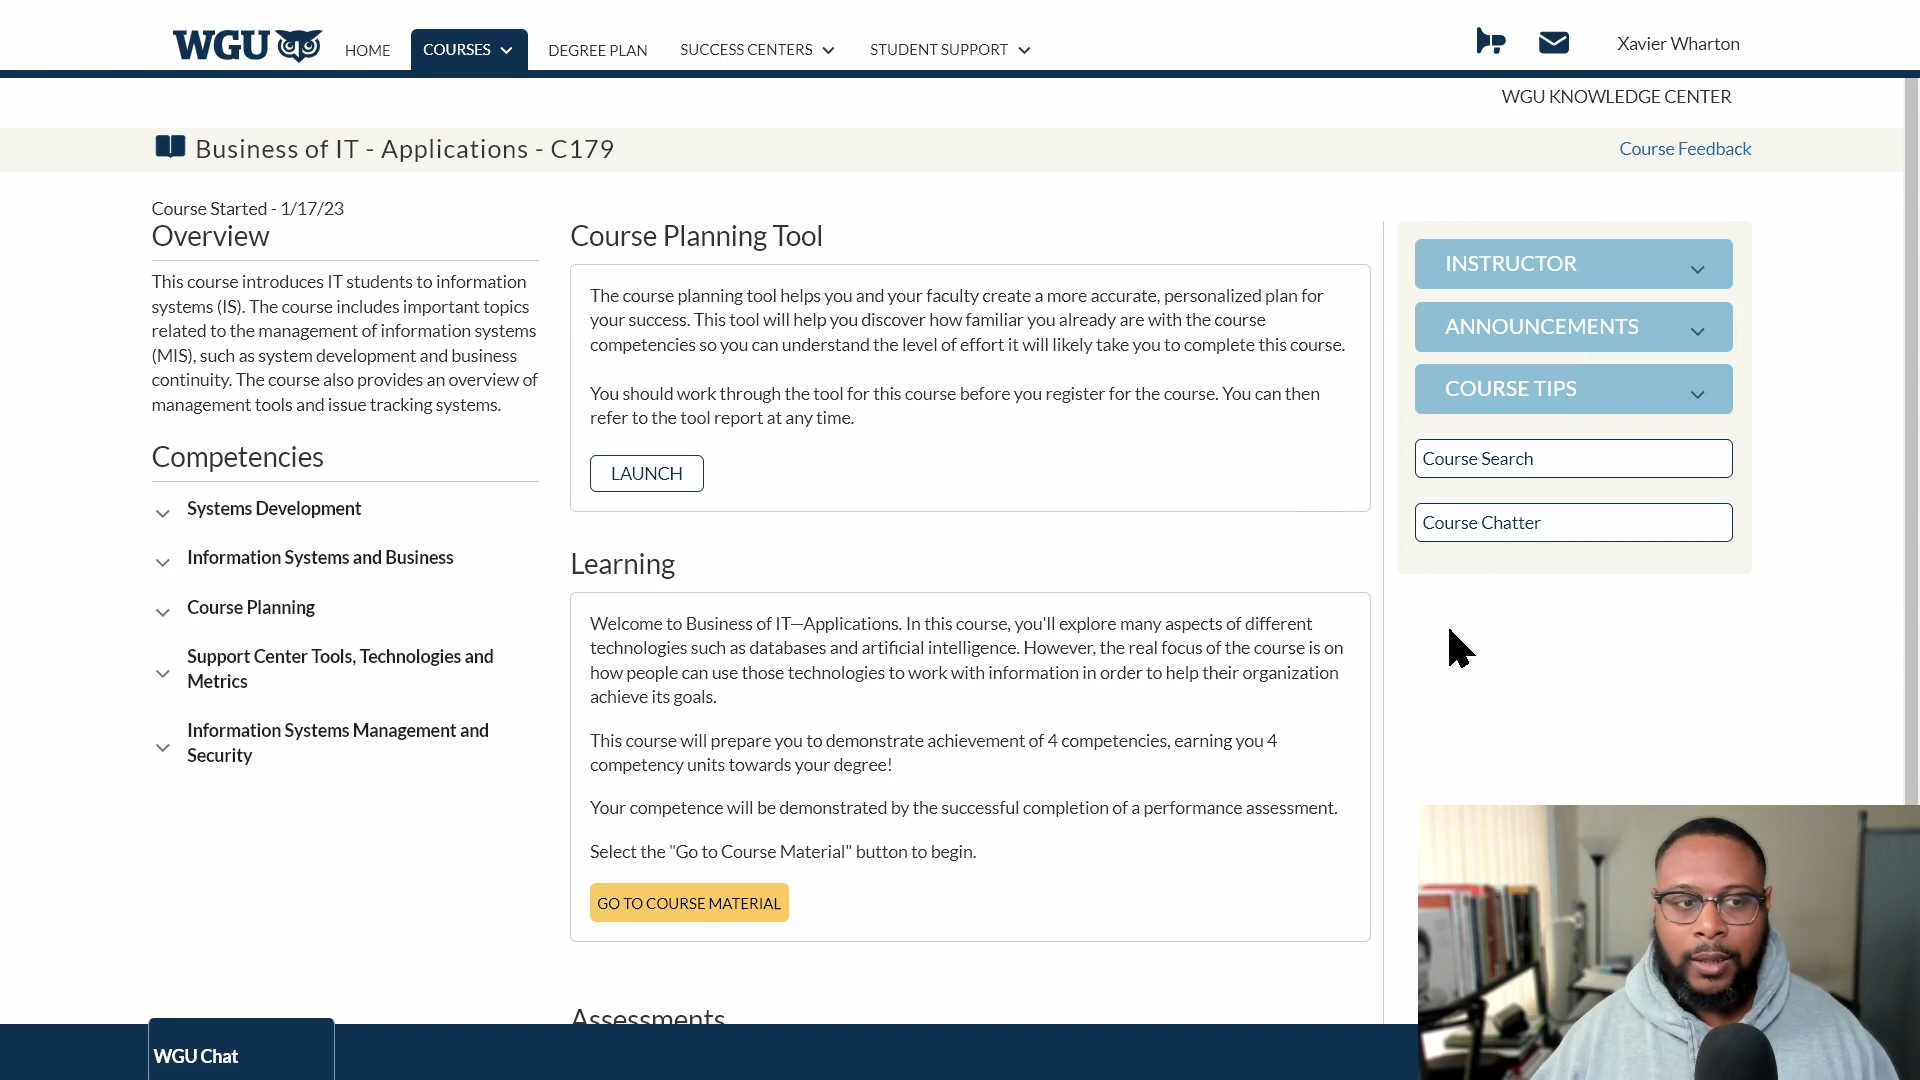 WGU
HOME
COURSES
DEGREE PLAN
SUCCESS CENTERS
STUDENT SUPPORT
Xavier Wharton
WGU KNOWLEDGE CENTER
Business of IT - Applications - C179
Course Feedback
Course Started - 1/17/23
Overview
This course introduces IT students to information
systems (IS). The course includes important topics
related to the management of information systems
(MIS), such as system development and business
continuity. The course also provides an overview of
management tools and issue tracking systems.
Competencies
Systems Development
Information Systems and Business
Course Planning
Support Center Tools, Technologies and
Metrics
Information Systems Management and
Security
Course Planning Tool
The course planning tool helps you and your faculty create a more accurate, personalized plan for
your success. This tool will help you discover how familiar you already are with the course
competencies so you can understand the level of effort it will likely take you to complete this course.
You should work through the tool for this course before you register for the course. You can then
refer to the tool report at any time.
LAUNCH
Learning
Welcome to Business of IT—Applications. In this course, you'll explore many aspects of different
technologies such as databases and artificial intelligence. However, the real focus of the course is on
how people can use those technologies to work with information in order to help their organization
achieve its goals.
This course will prepare you to demonstrate achievement of 4 competencies, earning you 4
competency units towards your degree!
Your competence will be demonstrated by the successful completion of a performance assessment.
Select the "Go to Course Material" button to begin.
GO TO COURSE MATERIAL
Assessments
INSTRUCTOR
ANNOUNCEMENTS
COURSE TIPS
Course Search
Course Chatter
WGU Chat